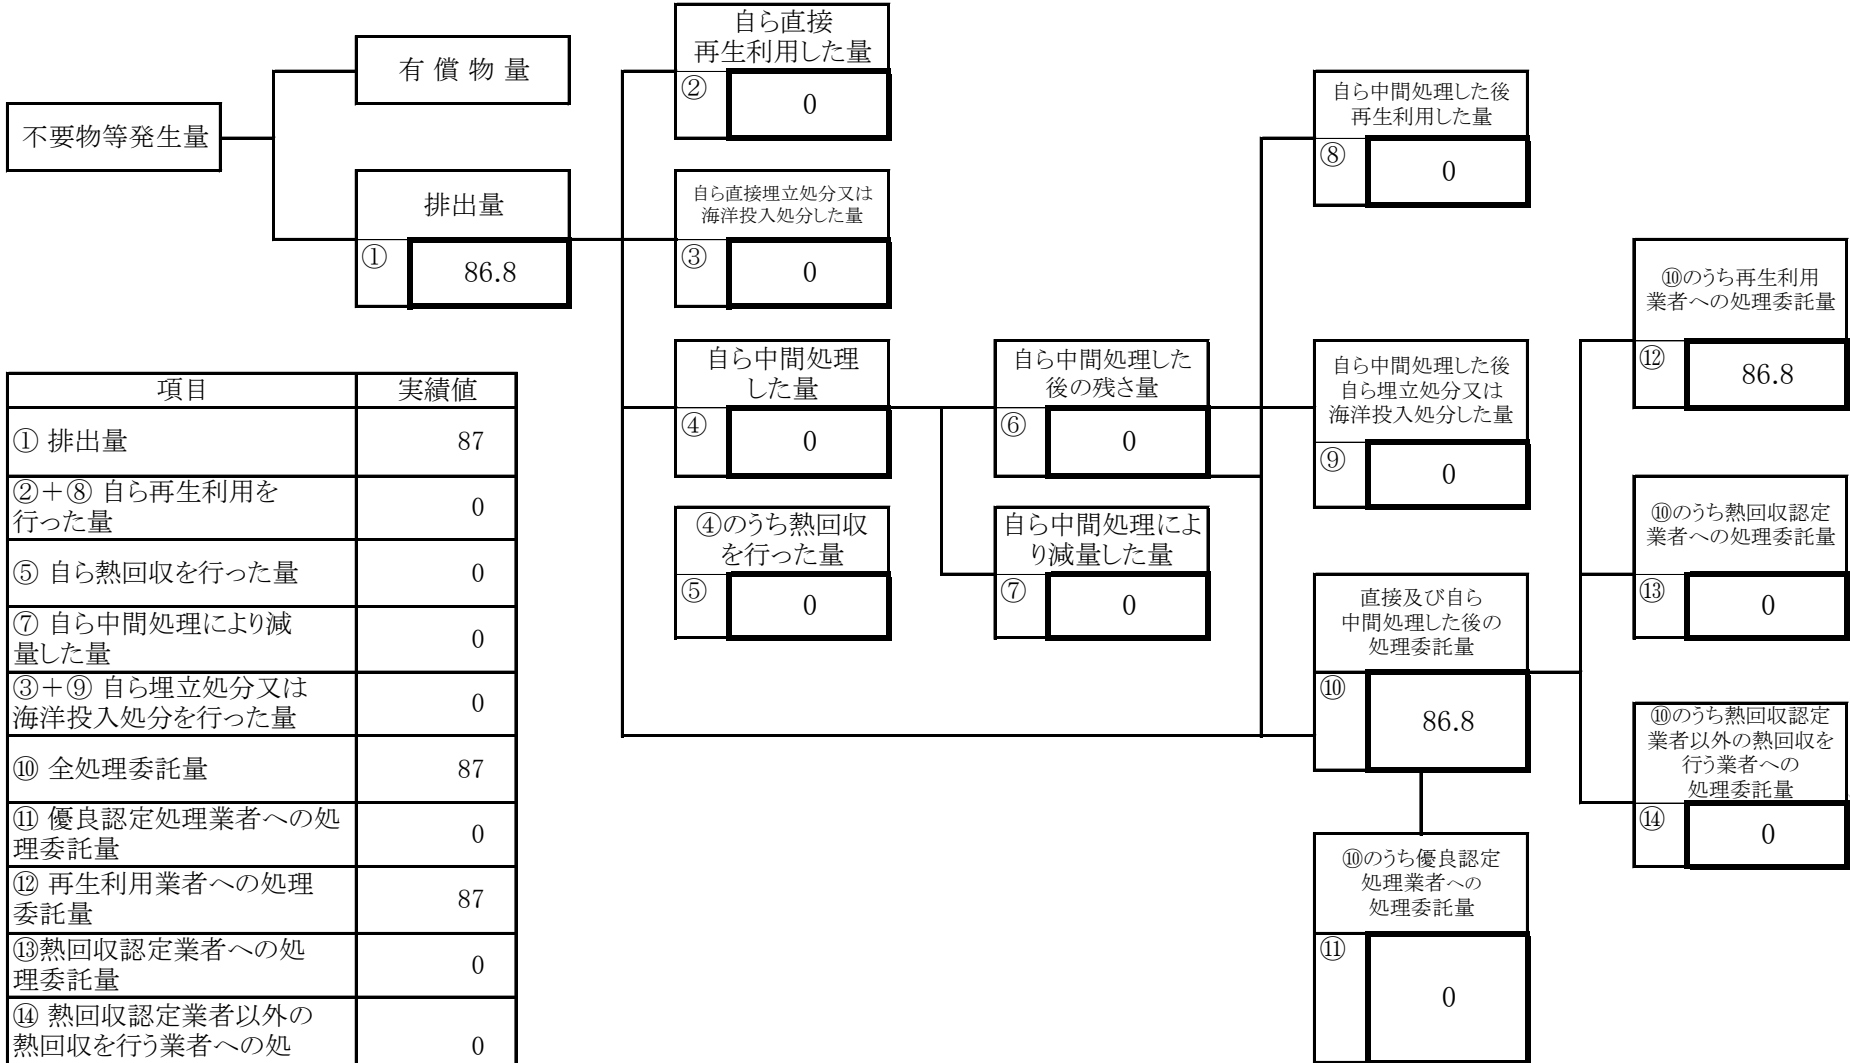 不要物等発生量
有 償 物 量
排出量
①
86.8
自ら直接
再生利用した量
②
0
自ら直接埋立処分又は
海洋投入処分した量
③
0
自ら中間処理
した量
④
0
④のうち熱回収
を行った量
⑤
0
自ら中間処理した
後の残さ量
⑥
0
自ら中間処理によ
り減量した量
⑦
0
自ら中間処理した後
再生利用した量
⑧
0
自ら中間処理した後
自ら埋立処分又は
海洋投入処分した量
⑨
0
直接及び自ら
中間処理した後の
処理委託量
⑩
86.8
⑩のうち優良認定
処理業者への
処理委託量
⑪
0
⑩のうち再生利用
業者への処理委託量
⑫
86.8
⑩のうち熱回収認定
業者への処理委託量
⑬
0
⑩のうち熱回収認定
業者以外の熱回収を
行う業者への
処理委託量
⑭
0
項目 実績値
① 排出量 87
②+⑧ 自ら再生利用を
行った量 0
⑤ 自ら熱回収を行った量 0
⑦ 自ら中間処理により減
量した量 0
③+⑨ 自ら埋立処分又は
海洋投入処分を行った量 0
⑩ 全処理委託量 87
⑪ 優良認定処理業者への処
理委託量 0
⑫ 再生利用業者への処理
委託量 87
⑬熱回収認定業者への処
理委託量 0
⑭ 熱回収認定業者以外の
熱回収を行う業者への処 0